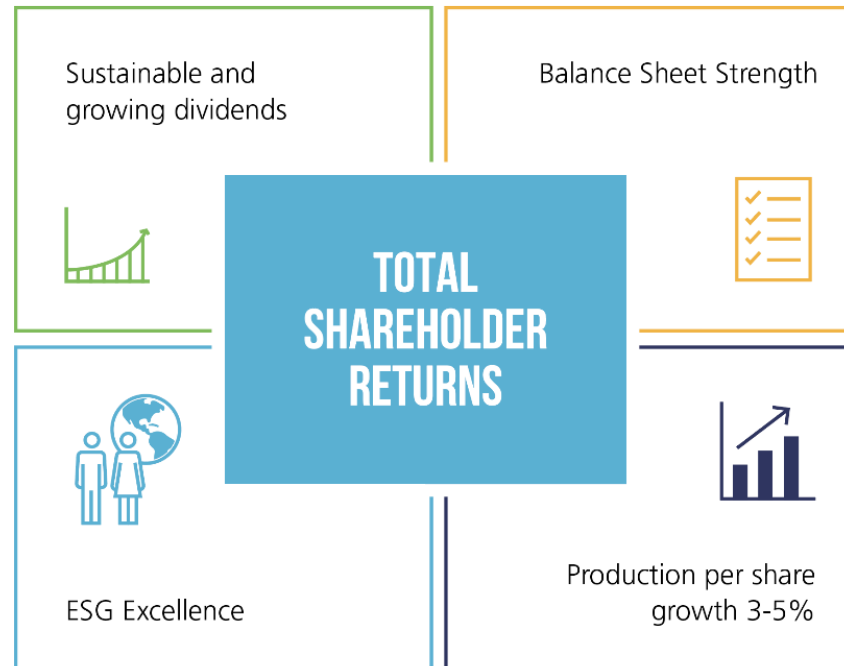 Sustainable and
growing dividends
Balance Sheet Strength
TOTAL
SHAREHOLDER
RETURNS
ESG Excellence
Production per share
growth 3-5%